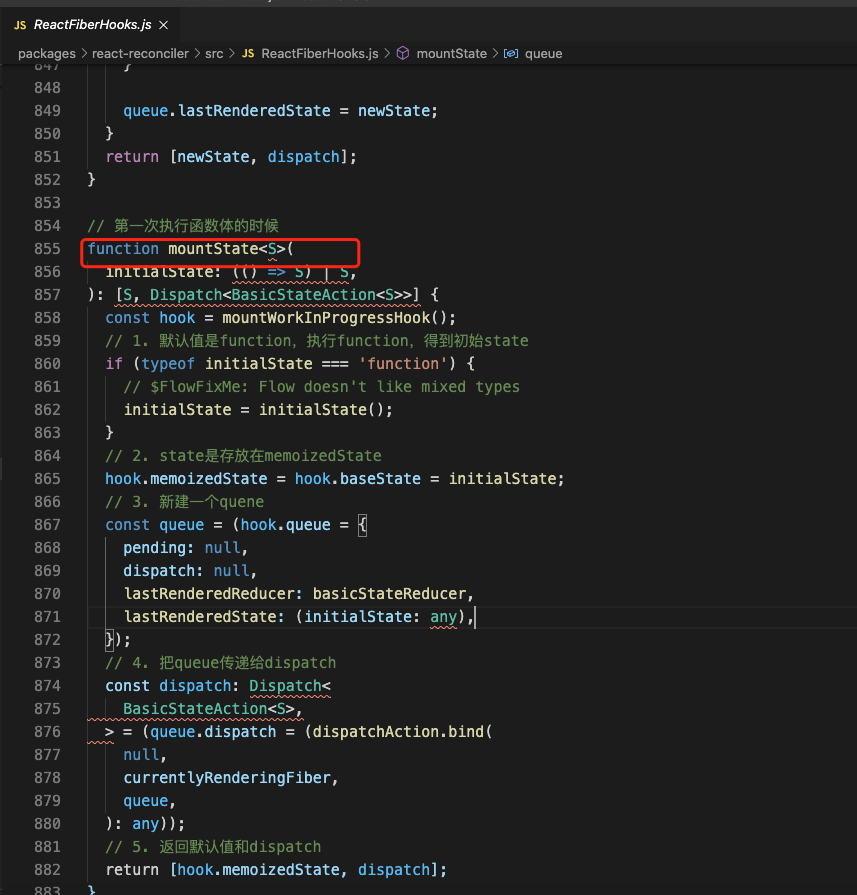 JS ReactFiberHooks.js ×
packages > react-reconciler > src > JS ReactFiberHooks.js > mountState > queue
847 }
848
849 queue.lastRenderedState = newState;
850 }
851 return [newState, dispatch];
852 }
853
854 // 第一次执行函数体的时候
855 function mountState<S>(
856 initialState: (() => S) | S,
857 ): [S, Dispatch<BasicStateAction<S>>] {
858 const hook = mountWorkInProgressHook();
859 // 1. 默认值是function，执行function，得到初始state
860 if (typeof initialState === 'function') {
861 // $FlowFixMe: Flow doesn't like mixed types
862 initialState = initialState();
863 }
864 // 2. state是存放在memoizedState
865 hook.memoizedState = hook.baseState = initialState;
866 // 3. 新建一个quene
867 const queue = (hook.queue = {
868 pending: null,
869 dispatch: null,
870 lastRenderedReducer: basicStateReducer,
871 lastRenderedState: (initialState: any),
872 });
873 // 4. 把queue传递给dispatch
874 const dispatch: Dispatch<
875 BasicStateAction<S>,
876 > = (queue.dispatch = (dispatchAction.bind(
877 null,
878 currentlyRenderingFiber,
879 queue,
880 ): any));
881 // 5. 返回默认值和dispatch
882 return [hook.memoizedState, dispatch];
883 }